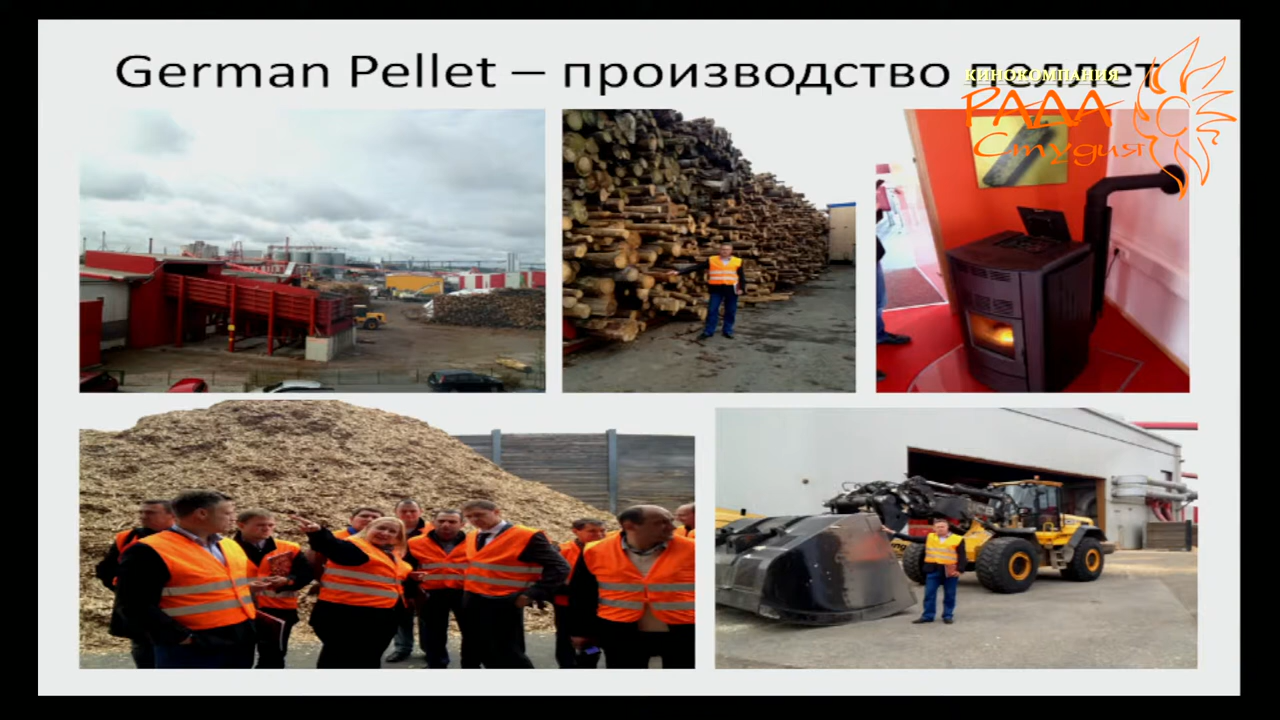 German Pellet – производство пеллет
КИНОКОМПАНИЯ
РАДА
Студия